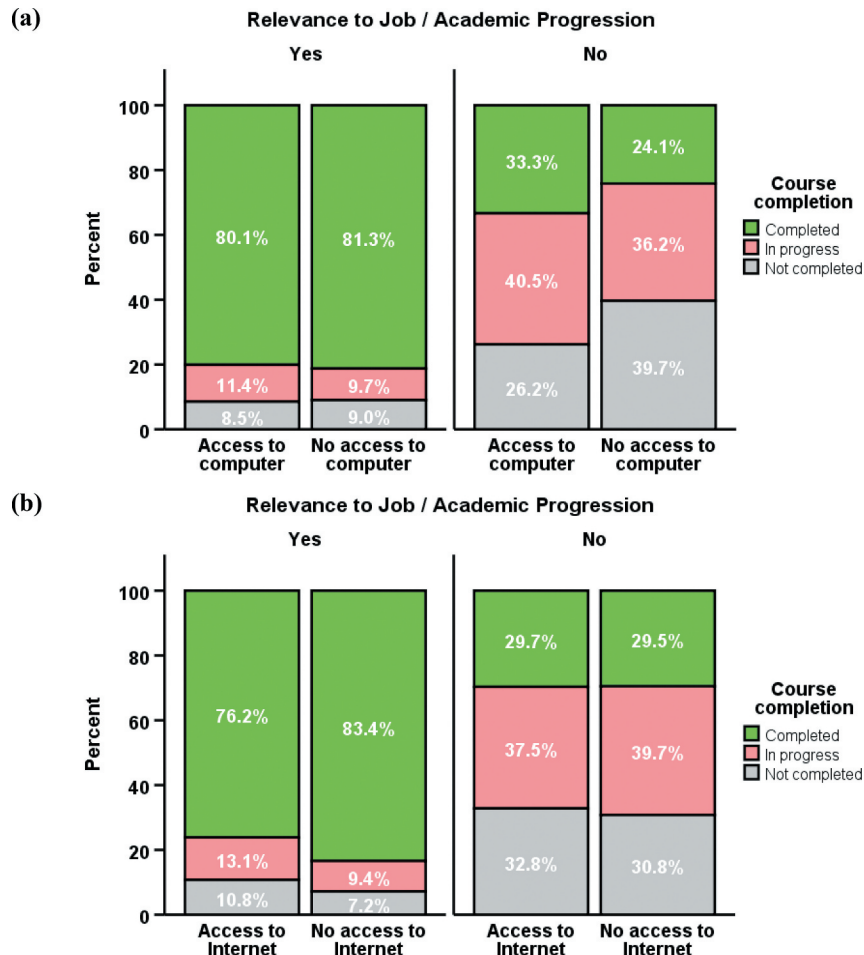 (a)
Relevance to Job / Academic Progression
Yes
No
100
80
60
40
20
0
Percent
80.1%
11.4%
8.5%
81.3%
9.7%
9.0%
33.3%
40.5%
26.2%
24.1%
36.2%
39.7%
Access to
computer
No access to
computer
Access to
computer
No access to
computer
Course
completion
Completed
In progress
Not completed
(b)
Relevance to Job / Academic Progression
Yes
No
100
80
60
40
20
0
Percent
76.2%
13.1%
10.8%
83.4%
9.4%
7.2%
29.7%
37.5%
32.8%
29.5%
39.7%
30.8%
Access to
Internet
No access to
Internet
Access to
Internet
No access to
Internet
Course
completion
Completed
In progress
Not completed